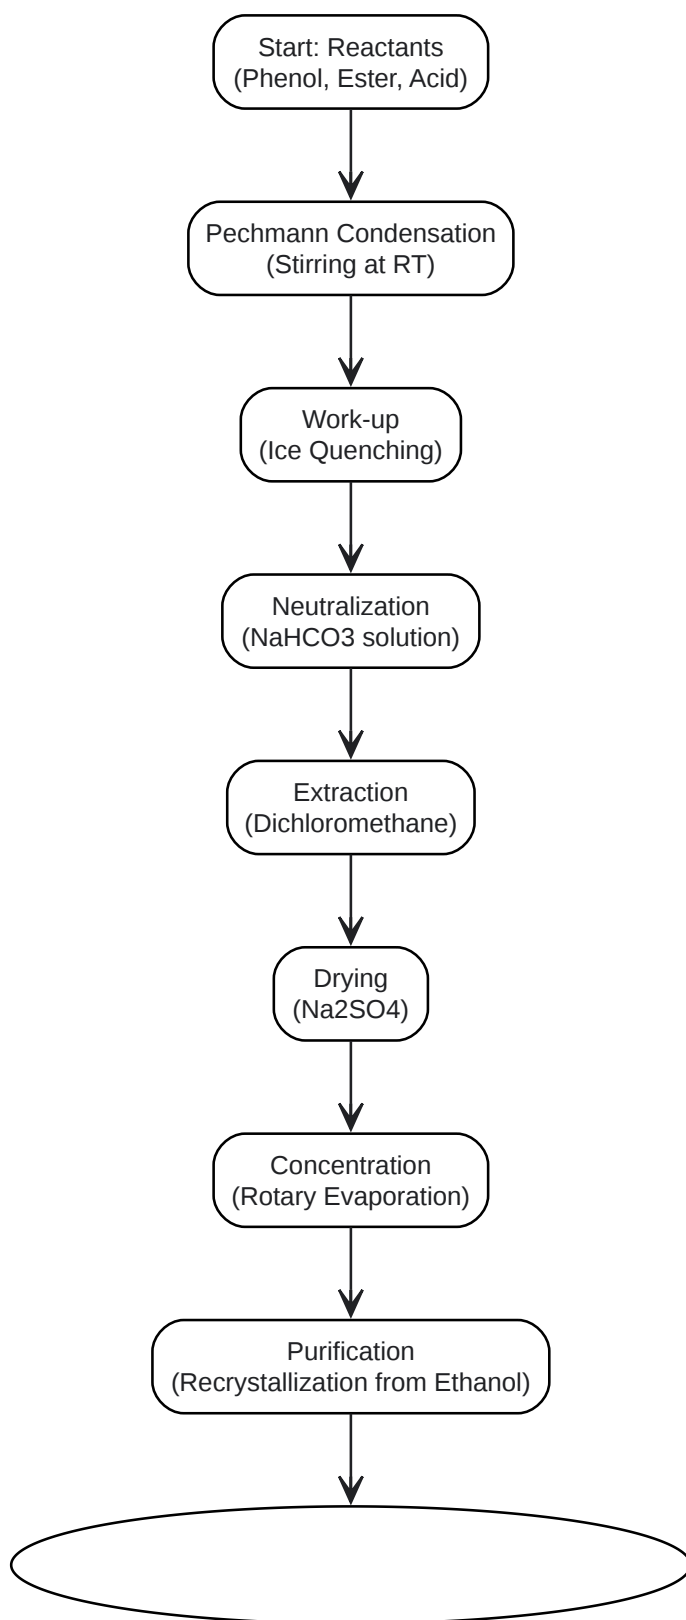 Start: Reactants
(Phenol, Ester, Acid)
Pechmann Condensation
(Stirring at RT)
Work-up
(Ice Quenching)
Neutralization
(NaHCO3 solution)
Extraction
(Dichloromethane)
Drying
(Na2SO4)
Concentration
(Rotary Evaporation)
Purification
(Recrystallization from Ethanol)